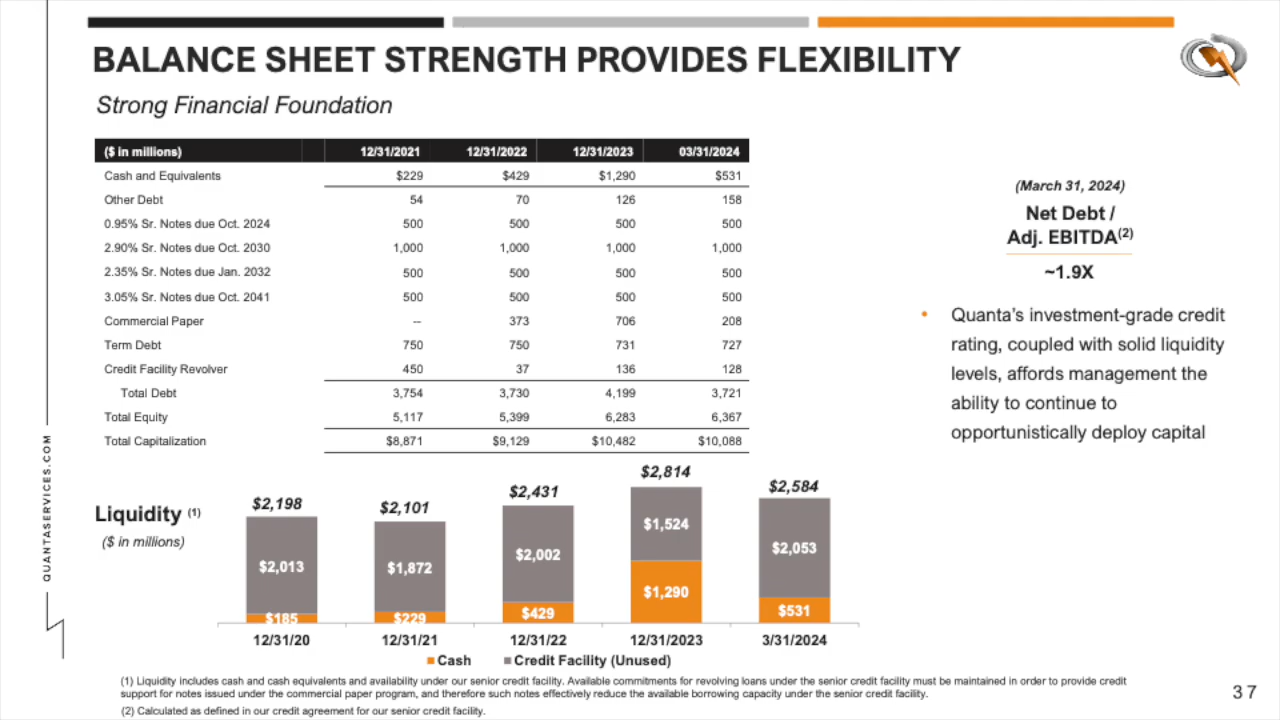 BALANCE SHEET STRENGTH PROVIDES FLEXIBILITY
Strong Financial Foundation
($ in millions) 12/31/2021 12/31/2022 12/31/2023 03/31/2024
Cash and Equivalents $229 $429 $1,290 $531
Other Debt 54 70 126 158
0.95% Sr. Notes due Oct. 2024 500 500 500 500
2.90% Sr. Notes due Oct. 2030 1,000 1,000 1,000 1,000
2.35% Sr. Notes due Jan. 2032 500 500 500 500
3.05% Sr. Notes due Oct. 2041 500 500 500 500
Commercial Paper -- 373 706 208
Term Debt 750 750 731 727
Credit Facility Revolver 450 37 136 128
Total Debt 3,754 3,730 4,199 3,721
Total Equity 5,117 5,399 6,283 6,367
Total Capitalization $8,871 $9,129 $10,482 $10,088
(March 31, 2024)
Net Debt /
Adj. EBITDA(2)
~1.9X
• Quanta's investment-grade credit
rating, coupled with solid liquidity
levels, affords management the
ability to continue to
opportunistically deploy capital
QUANTASERVICES.COM
Liquidity (1)
($ in millions)
$2,198 $2,101 $2,431 $2,814 $2,584
$2,013 $1,872 $2,002 $1,524 $2,053
$185 $229 $429 $1,290 $531
12/31/20 12/31/21 12/31/22 12/31/2023 3/31/2024
Cash Credit Facility (Unused)
(1) Liquidity includes cash and cash equivalents and availability under our senior credit facility. Available commitments for revolving loans under the senior credit facility must be maintained in order to provide credit
support for notes issued under the commercial paper program, and therefore such notes effectively reduce the available borrowing capacity under the senior credit facility.
(2) Calculated as defined in our credit agreement for our senior credit facility.
37